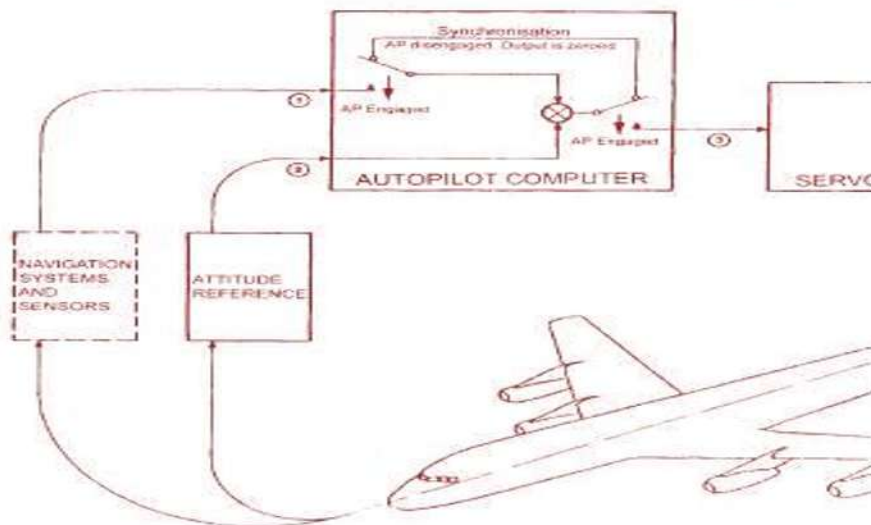 Synchronisation
AP disengaged. Output is zeroed
①
AP Engaged
AP Engaged
③
②
AUTOPILOT COMPUTER
SERVO
NAVIGATION
SYSTEMS
AND
SENSORS
ATTITUDE
REFERENCE